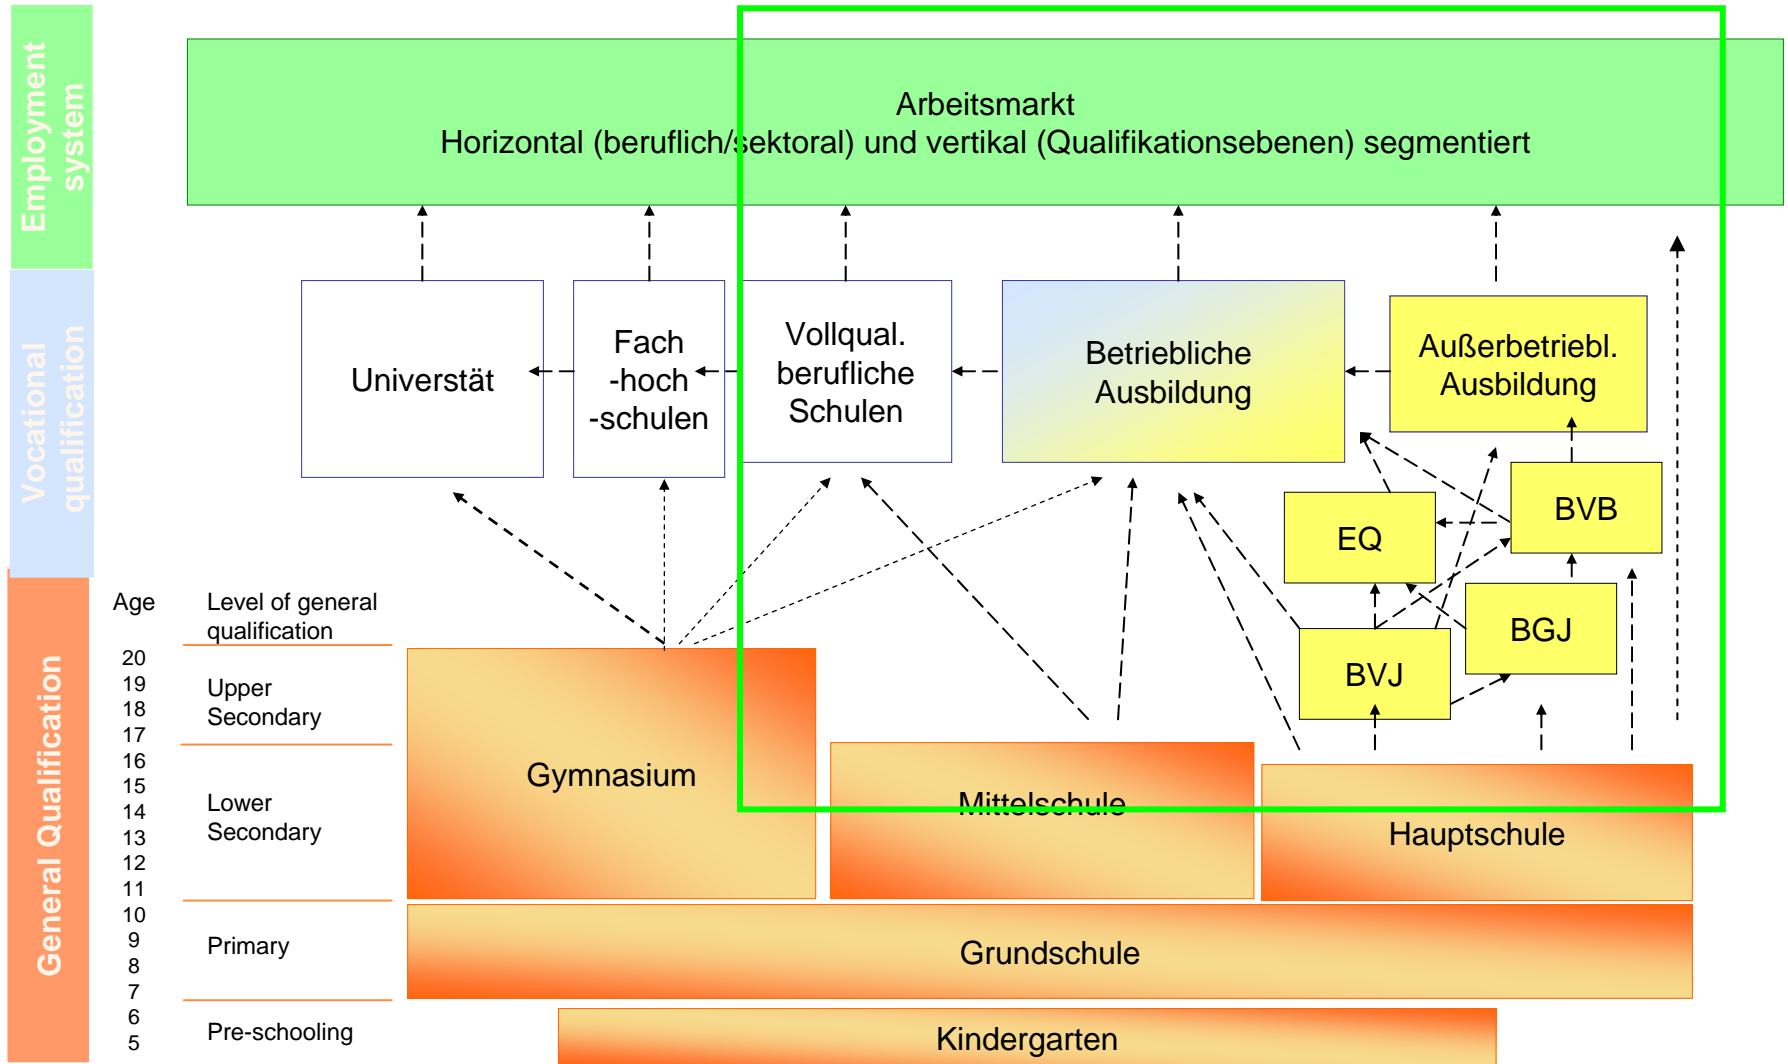 Employment
system
Arbeitsmarkt
Horizontal (beruflich/sektoral) und vertikal (Qualifikationsebenen) segmentiert
Vocational
qualification
Universtät
Fach
-hoch
-schulen
Vollqual.
berufliche
Schulen
Betriebliche
Ausbildung
Außerbetriebl.
Ausbildung
BVB
EQ
BGJ
BVJ
General Qualification
Age
Level of general
qualification
20
19
18
17
16
15
14
13
12
11
10
9
8
7
6
5
Upper
Secondary
Lower
Secondary
Primary
Pre-schooling
Gymnasium
Mittelschule
Hauptschule
Grundschule
Kindergarten